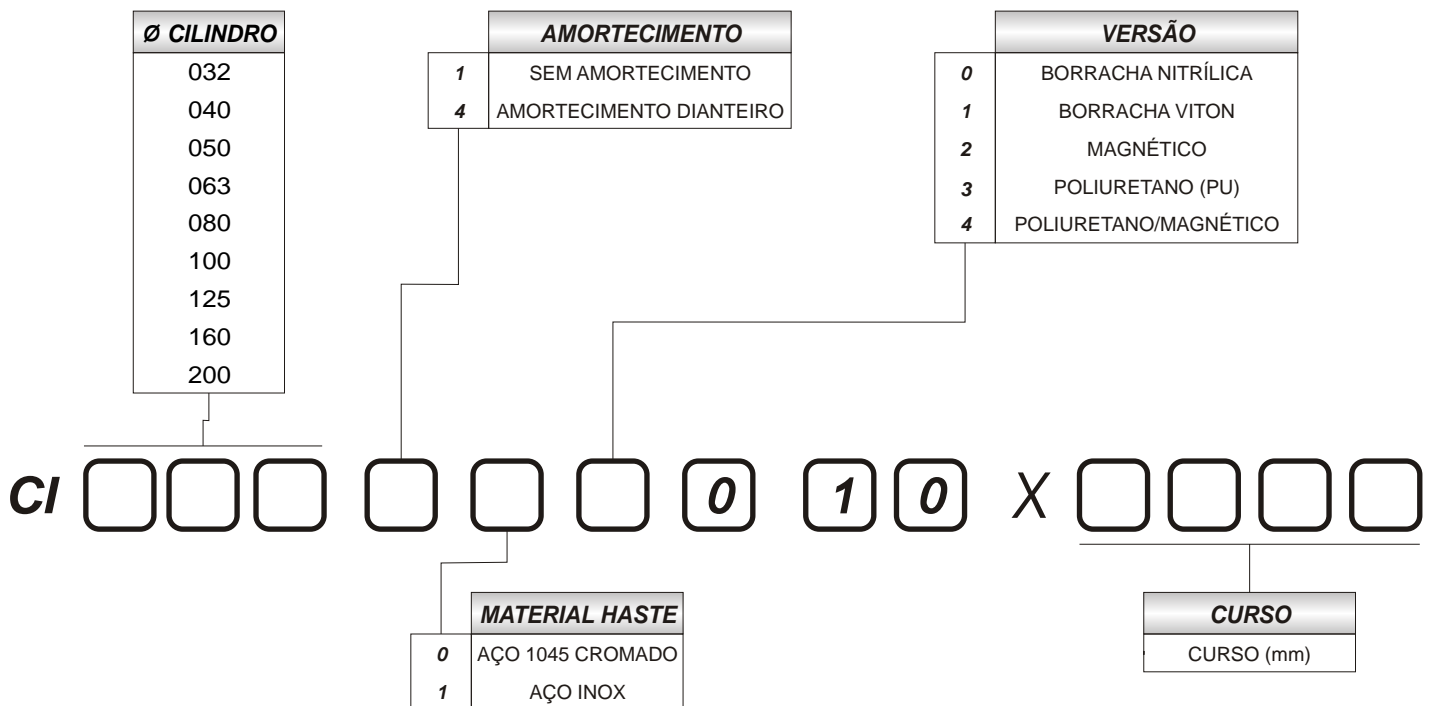 Ø CILINDRO
032
040
050
063
080
100
125
160
200
AMORTECIMENTO
1 SEM AMORTECIMENTO
4 AMORTECIMENTO DIANTEIRO
VERSÃO
0 BORRACHA NITRÍLICA
1 BORRACHA VITON
2 MAGNÉTICO
3 POLIURETANO (PU)
4 POLIURETANO/MAGNÉTICO
CI 0 1 0 X
MATERIAL HASTE
0 AÇO 1045 CROMADO
1 AÇO INOX
CURSO
CURSO (mm)